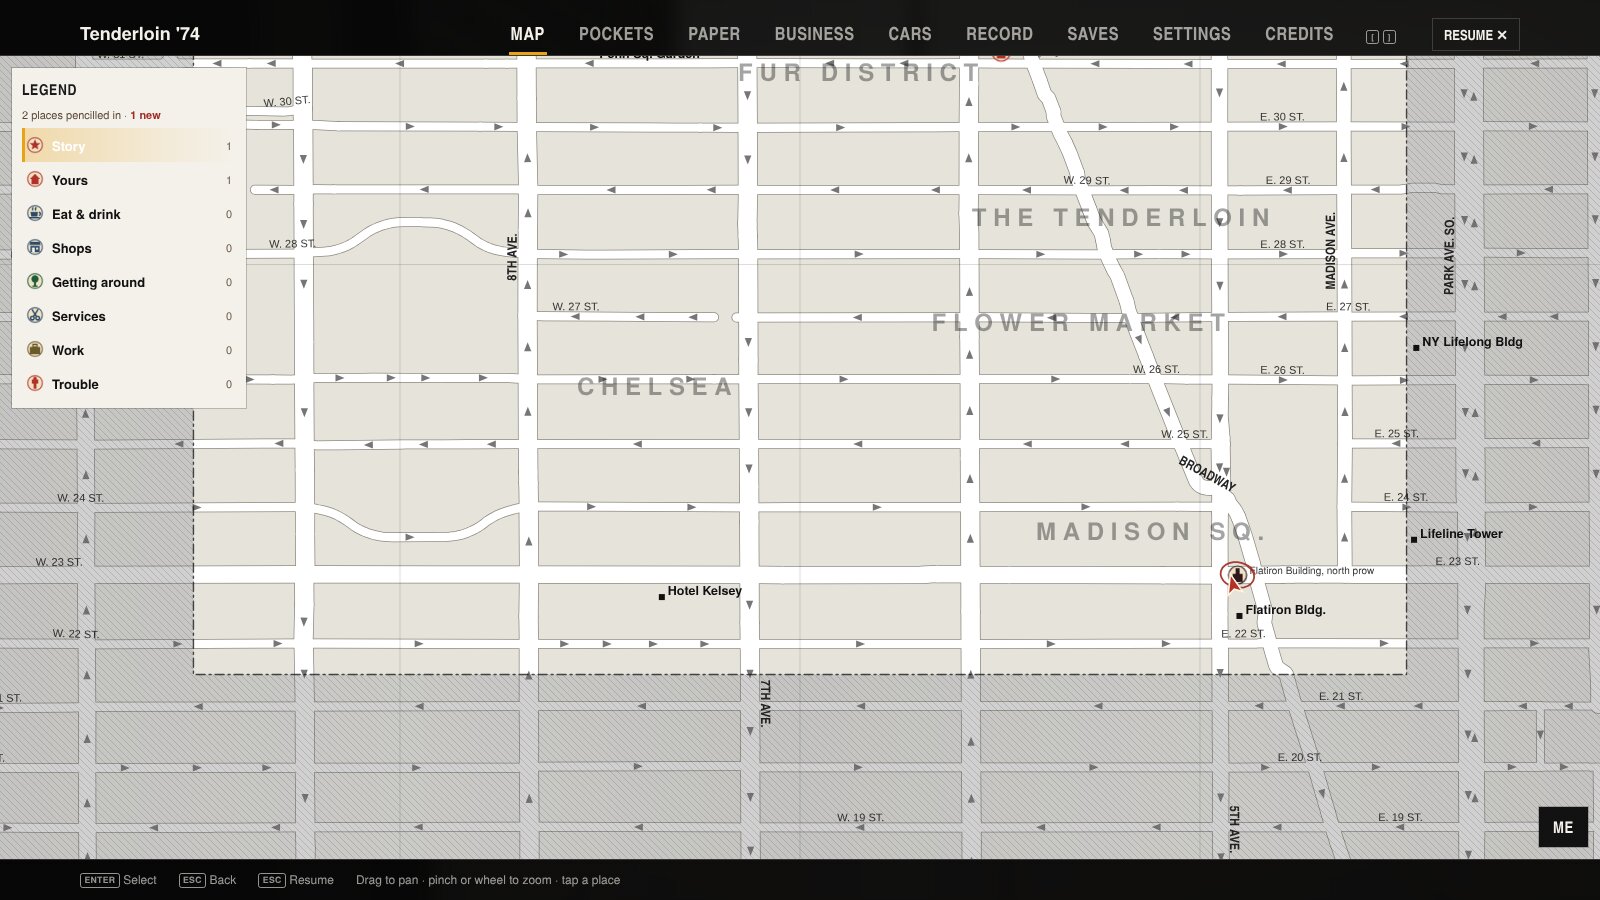 Tenderloin '74
MAP
POCKETS
PAPER
BUSINESS
CARS
RECORD
SAVES
SETTINGS
CREDITS
[ ]
RESUME ✕
LEGEND
2 places pencilled in · 1 new
Story 1
Yours 1
Eat & drink 0
Shops 0
Getting around 0
Services 0
Work 0
Trouble 0
FUR DISTRICT
W. 30 ST.
E. 30 ST.
W. 29 ST.
E. 29 ST.
THE TENDERLOIN
W. 28 ST.
E. 28 ST.
8TH AVE.
MADISON AVE.
PARK AVE. SO.
W. 27 ST.
E. 27 ST.
FLOWER MARKET
NY Lifelong Bldg
W. 26 ST.
E. 26 ST.
CHELSEA
W. 25 ST.
E. 25 ST.
BROADWAY
W. 24 ST.
E. 24 ST.
MADISON SQ.
Lifeline Tower
W. 23 ST.
E. 23 ST.
Flatiron Building, north prow
Hotel Kelsey
Flatiron Bldg.
W. 22 ST.
E. 22 ST.
7TH AVE.
E. 21 ST.
E. 20 ST.
W. 19 ST.
E. 19 ST.
5TH AVE.
ME
ENTER Select
ESC Back
ESC Resume
Drag to pan · pinch or wheel to zoom · tap a place